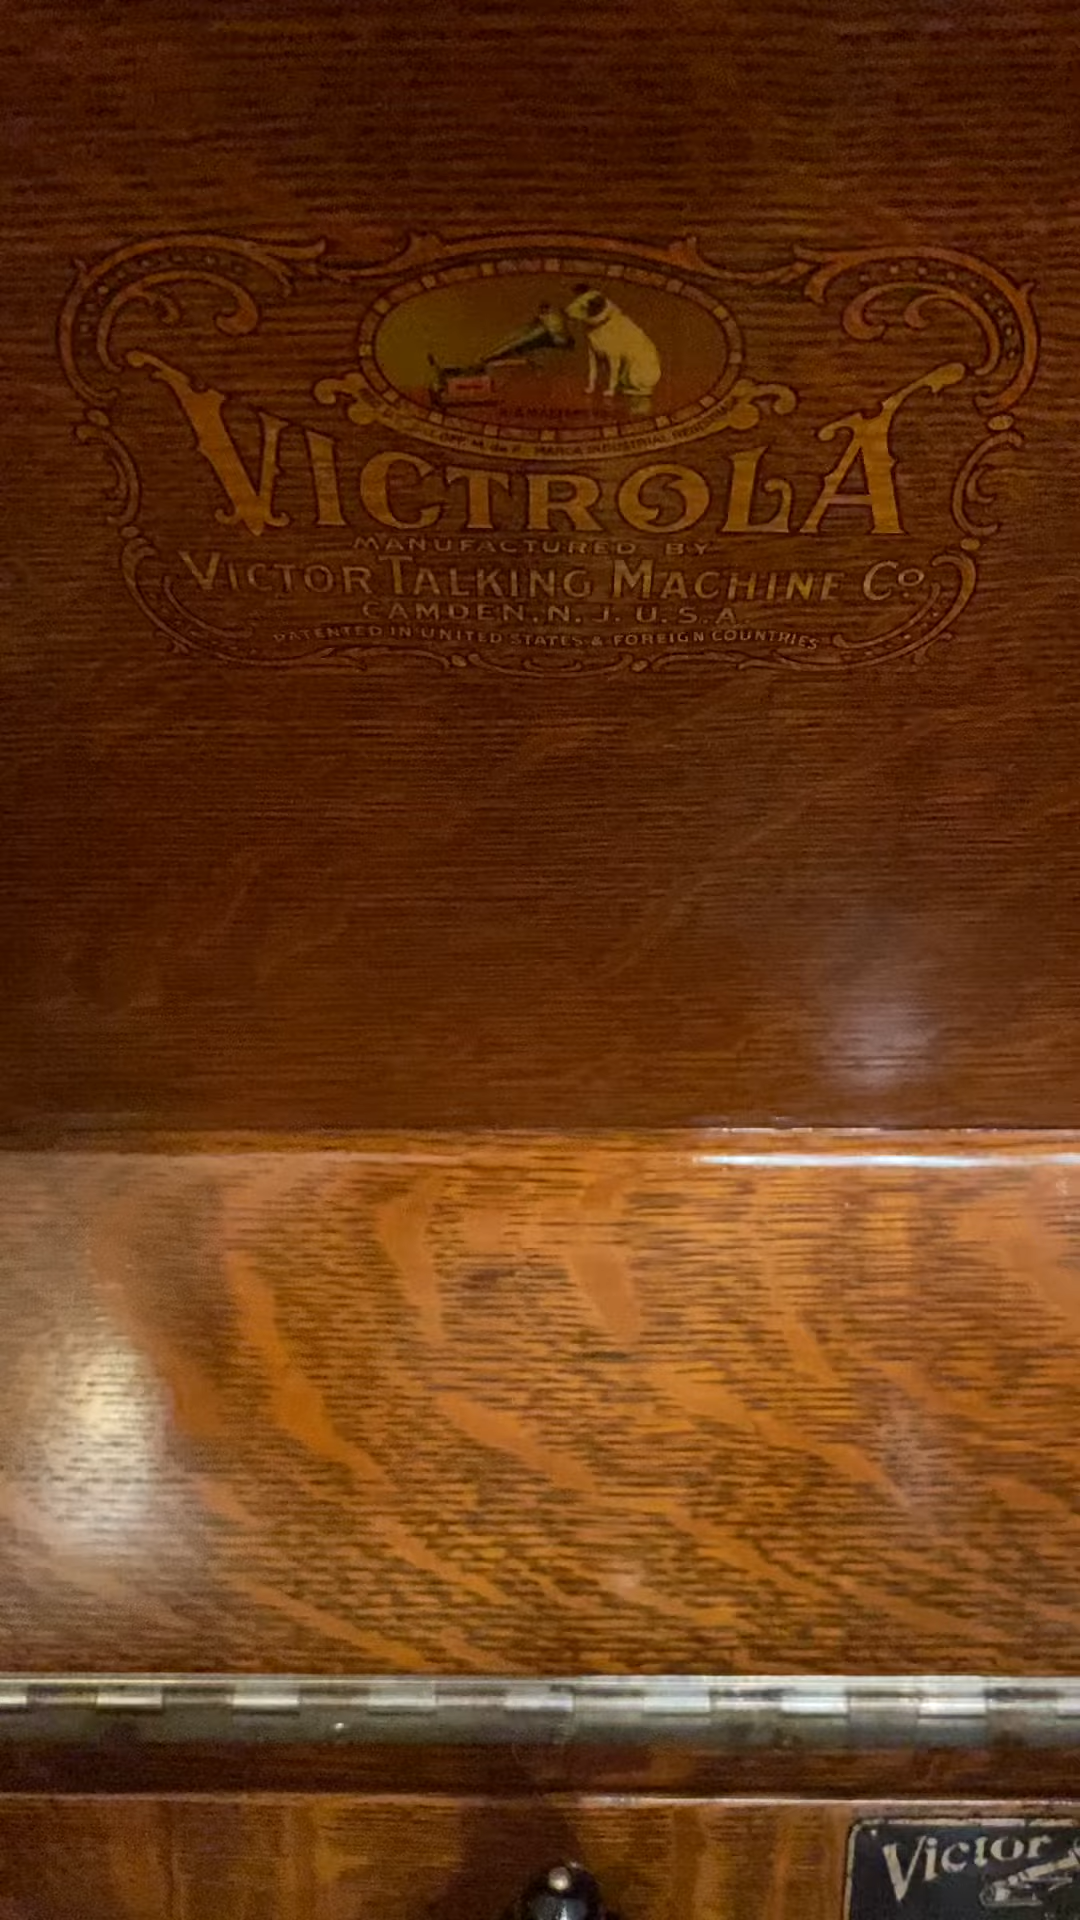 VICTROLA
MANUFACTURED BY
VICTOR TALKING MACHINE Co.
CAMDEN, N. J. U. S. A.
PATENTED IN UNITED STATES & FOREIGN COUNTRIES
Victor